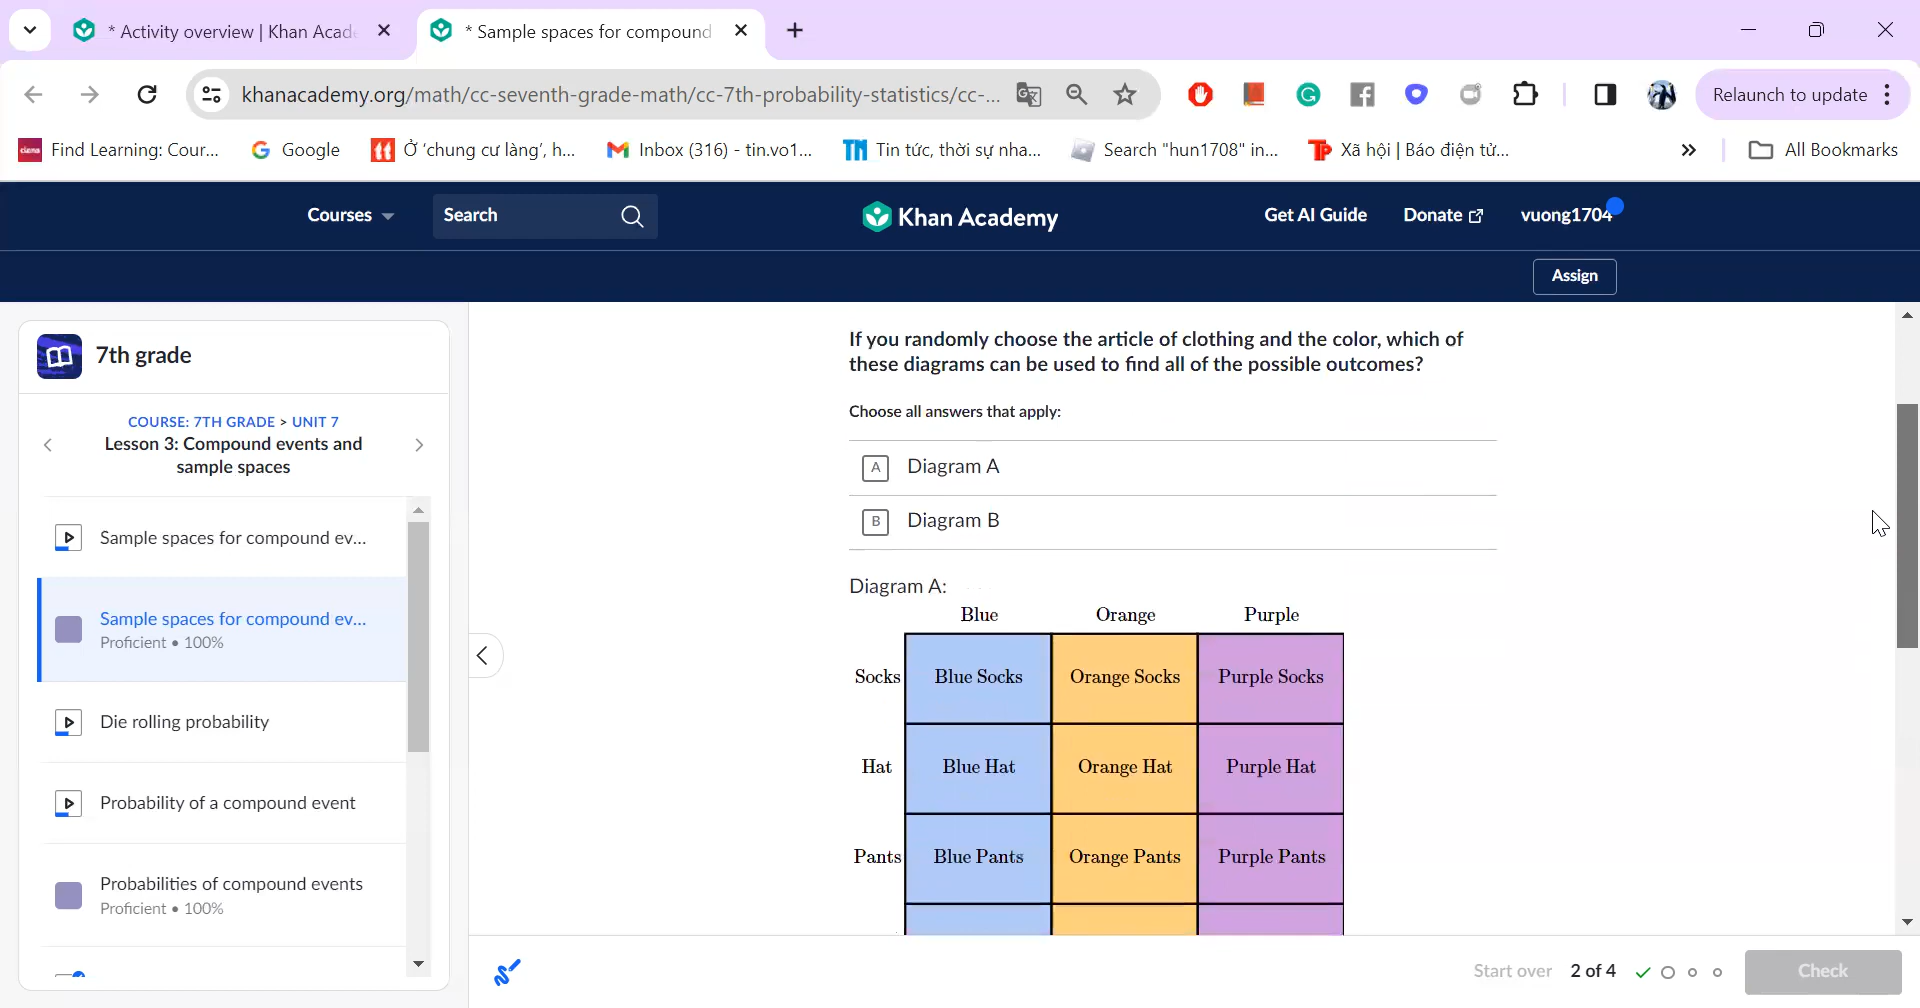 * Activity overview | Khan Acad
* Sample spaces for compound
khanacademy.org/math/cc-seventh-grade-math/cc-7th-probability-statistics/cc-...
Relaunch to update
Find Learning: Cour...
Google
Ở 'chung cư làng', h...
Inbox (316) - tin.vo1...
Tin tức, thời sự nha...
Search "hun1708" in...
Xã hội | Báo điện tử...
All Bookmarks
Courses
Search
Khan Academy
Get AI Guide
Donate
vuong1704
Assign
7th grade
COURSE: 7TH GRADE > UNIT 7
Lesson 3: Compound events and
sample spaces
Sample spaces for compound ev...
Sample spaces for compound ev...
Proficient • 100%
Die rolling probability
Probability of a compound event
Probabilities of compound events
Proficient • 100%
If you randomly choose the article of clothing and the color, which of
these diagrams can be used to find all of the possible outcomes?
Choose all answers that apply:
A Diagram A
B Diagram B
Diagram A:
Blue Orange Purple
Socks Blue Socks Orange Socks Purple Socks
Hat Blue Hat Orange Hat Purple Hat
Pants Blue Pants Orange Pants Purple Pants
Start over 2 of 4
Check